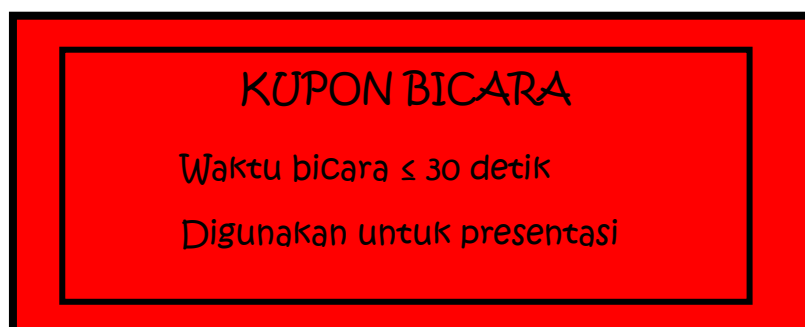 KUPON BICARA
Waktu bicara ≤ 30 detik
Digunakan untuk presentasi